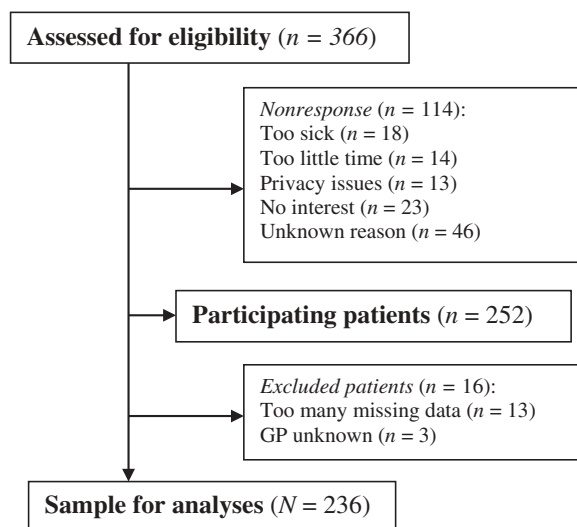 Assessed for eligibility (n = 366)
Nonresponse (n = 114):
Too sick (n = 18)
Too little time (n = 14)
Privacy issues (n = 13)
No interest (n = 23)
Unknown reason (n = 46)
Participating patients (n = 252)
Excluded patients (n = 16):
Too many missing data (n = 13)
GP unknown (n = 3)
Sample for analyses (N = 236)